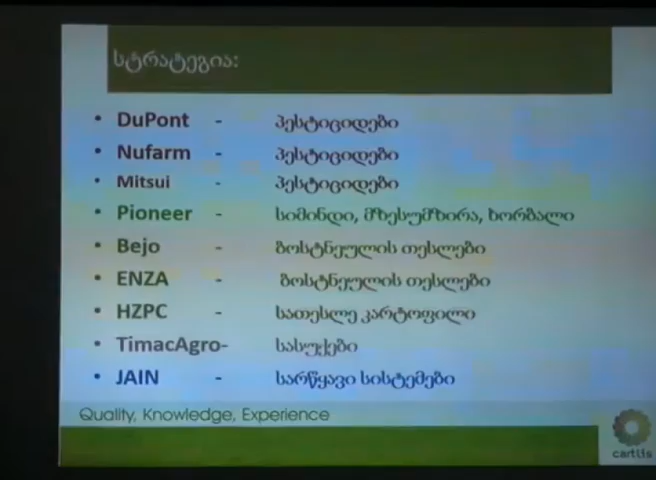 სტრატეგია:
• DuPont - პესტიციდები
• Nufarm - პესტიციდები
• Mitsui - პესტიციდები
• Pioneer - სიმინდი, მზესუმზირა, ხორბალი
• Bejo - ბოსტნეულის თესლები
• ENZA - ბოსტნეულის თესლები
• HZPC - სათესლე კარტოფილი
• TimacAgro- სასუქები
• JAIN - სარწყავი სისტემები
Quality, Knowledge, Experience
cartlis